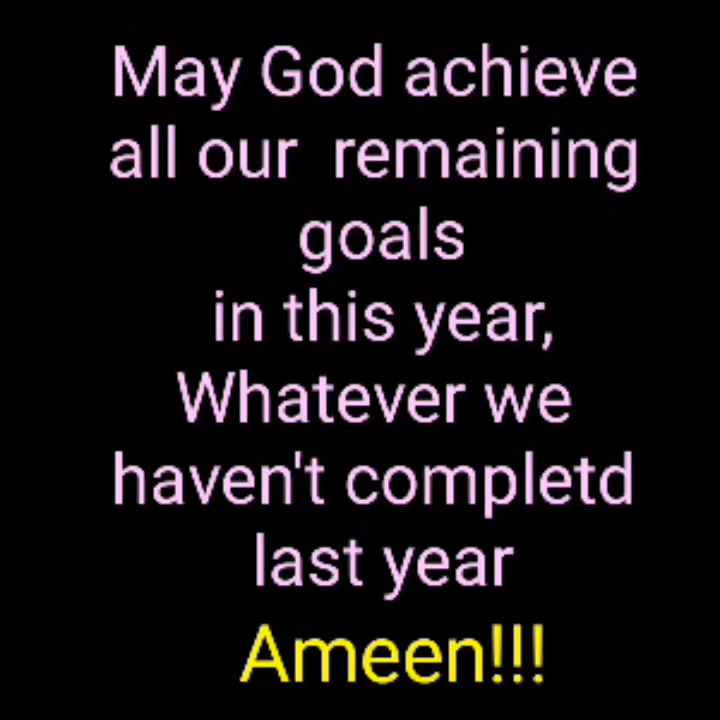 May God achieve
all our  remaining
goals
in this year,
Whatever we
haven't completd
last year
Ameen!!!